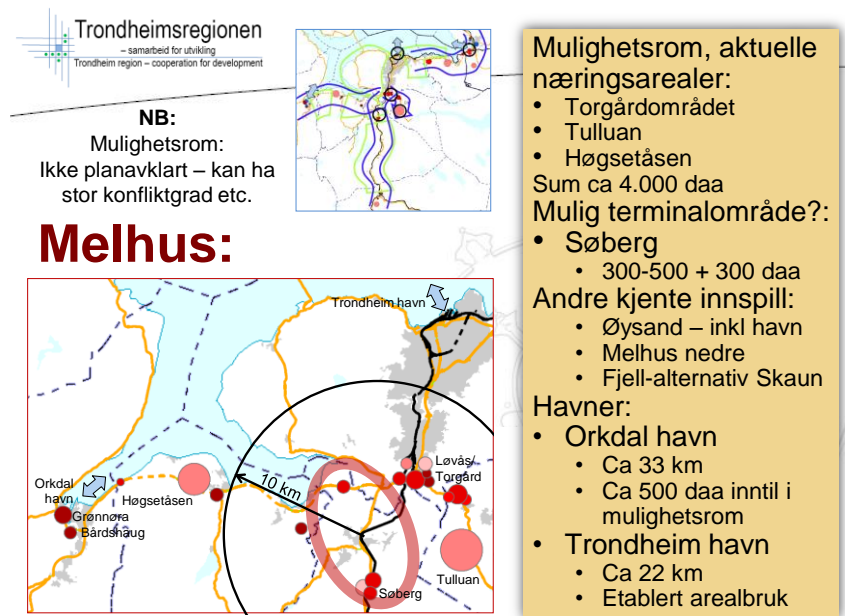 Trondheimsregionen
– samarbeid for utvikling
Trondheim region – cooperation for development
NB:
Mulighetsrom:
Ikke planavklart – kan ha
stor konfliktgrad etc.
Melhus:
Trondheim havn
Orkdal
havn
Høgsetåsen
Grønnøra
Bårdshaug
10 km
Løvås/
Torgård
Tulluan
Søberg
Mulighetsrom, aktuelle
næringsarealer:
• Torgårdområdet
• Tulluan
• Høgsetåsen
Sum ca 4.000 daa
Mulig terminalområde?:
• Søberg
• 300-500 + 300 daa
Andre kjente innspill:
• Øysand – inkl havn
• Melhus nedre
• Fjell-alternativ Skaun
Havner:
• Orkdal havn
• Ca 33 km
• Ca 500 daa inntil i
mulighetsrom
• Trondheim havn
• Ca 22 km
• Etablert arealbruk